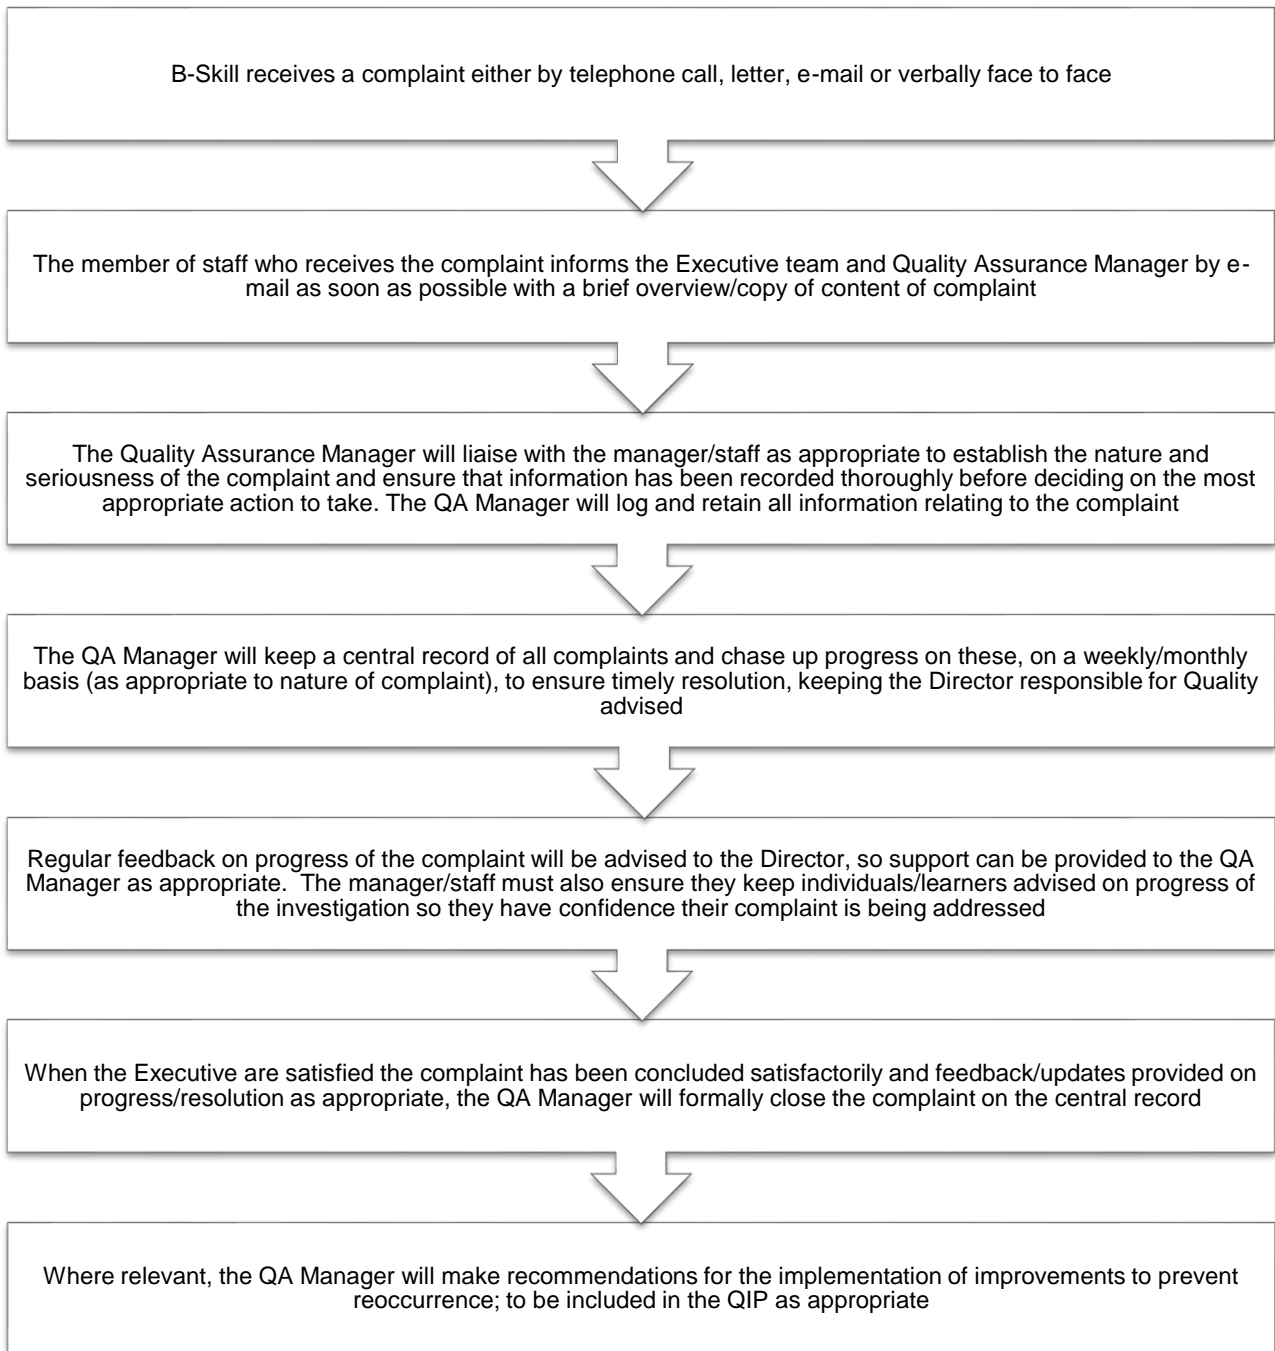 B-Skill receives a complaint either by telephone call, letter, e-mail or verbally face to face
The member of staff who receives the complaint informs the Executive team and Quality Assurance Manager by e-
mail as soon as possible with a brief overview/copy of content of complaint
The Quality Assurance Manager will liaise with the manager/staff as appropriate to establish the nature and
seriousness of the complaint and ensure that information has been recorded thoroughly before deciding on the most
appropriate action to take. The QA Manager will log and retain all information relating to the complaint
The QA Manager will keep a central record of all complaints and chase up progress on these, on a weekly/monthly
basis (as appropriate to nature of complaint), to ensure timely resolution, keeping the Director responsible for Quality
advised
Regular feedback on progress of the complaint will be advised to the Director, so support can be provided to the QA
Manager as appropriate.  The manager/staff must also ensure they keep individuals/learners advised on progress of
the investigation so they have confidence their complaint is being addressed
When the Executive are satisfied the complaint has been concluded satisfactorily and feedback/updates provided on
progress/resolution as appropriate, the QA Manager will formally close the complaint on the central record
Where relevant, the QA Manager will make recommendations for the implementation of improvements to prevent
reoccurrence; to be included in the QIP as appropriate